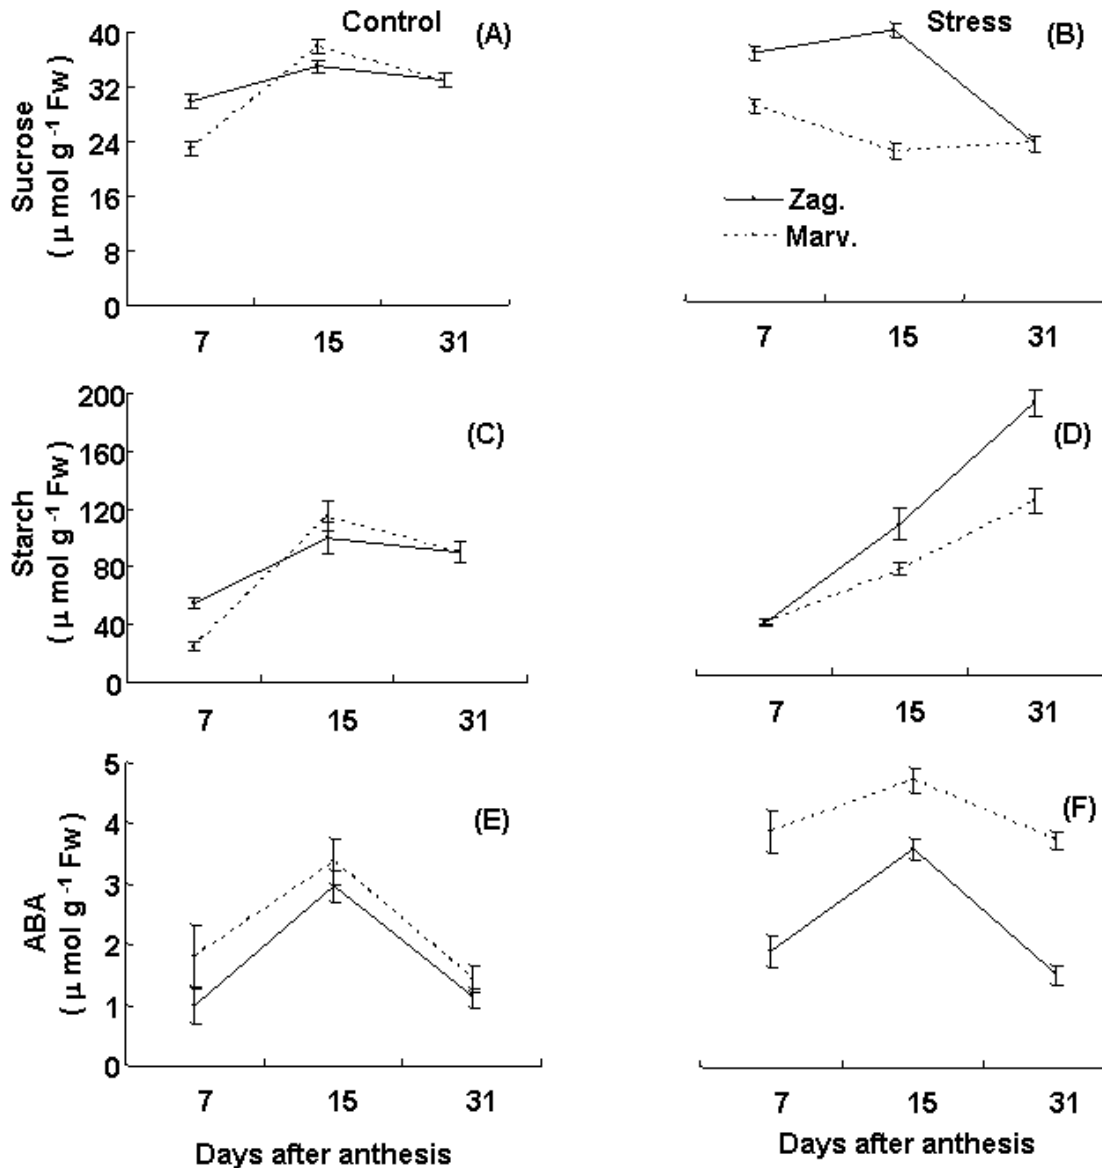 Control
(A)
Stress
(B)
Sucrose
( μ mol g -1 Fw )
40
32
24
16
8
0
7 15 31
Zag.
Marv.
7 15 31
Starch
( μ mol g -1 Fw )
200
160
120
80
40
0
(C)
7 15 31
(D)
7 15 31
ABA
( μ mol g -1 Fw )
5
4
3
2
1
0
(E)
7 15 31
Days after anthesis
(F)
7 15 31
Days after anthesis